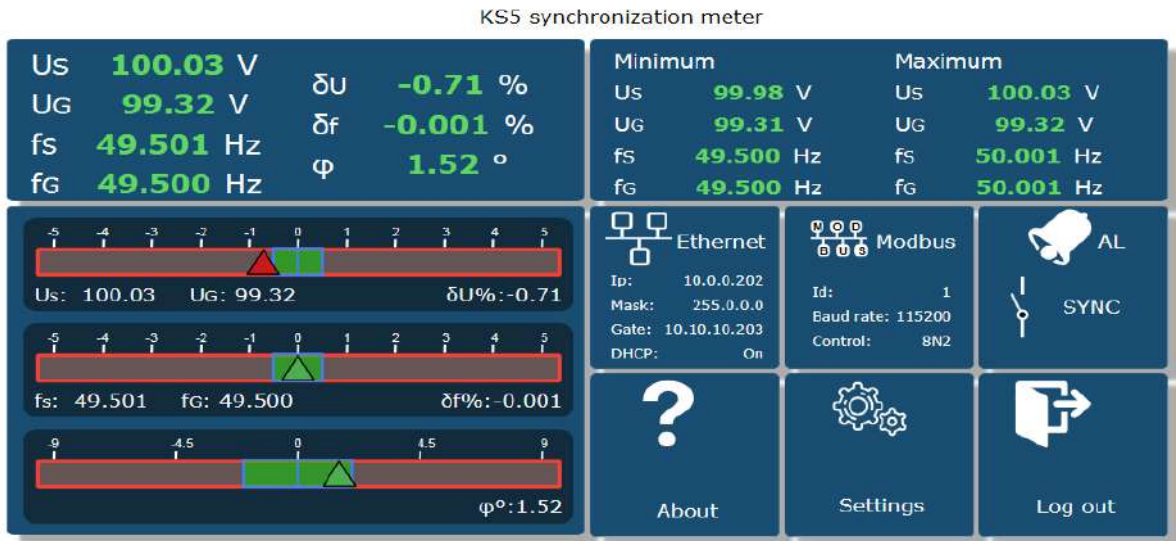 KS5 synchronization meter
Us 100.03 V
UG 99.32 V
fs 49.501 Hz
fG 49.500 Hz
δU -0.71 %
δf -0.001 %
φ 1.52 °
Minimum
Us 99.98 V
UG 99.31 V
fs 49.500 Hz
fG 49.500 Hz
Maximum
Us 100.03 V
UG 99.32 V
fs 50.001 Hz
fG 50.001 Hz
-5 -4 -3 -2 -1 0 1 2 3 4 5
Us: 100.03 UG: 99.32 δU%:-0.71
-5 -4 -3 -2 -1 0 1 2 3 4 5
fs: 49.501 fG: 49.500 δf%:-0.001
-9 -4.5 0 4.5 9
φ°:1.52
Ethernet
Ip: 10.0.0.202
Mask: 255.0.0.0
Gate: 10.10.10.203
DHCP: On
MOD
BUS
Modbus
Id: 1
Baud rate: 115200
Control: 8N2
AL
SYNC
?
About
Settings
Log out